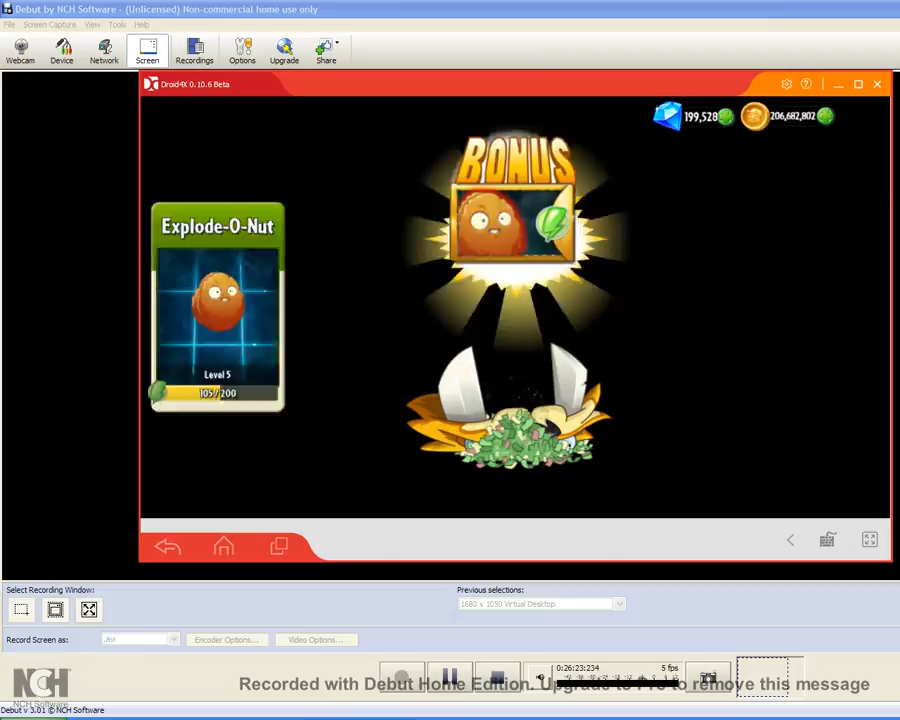 Debut by NCH Software - (Unlicensed) Non-commercial home use only
File Screen Capture View Tools Help
Webcam Device Network Screen Recordings Options Upgrade Share
Droid4X 0.10.6 Beta
199,528 206,682,802
BONUS
Explode-O-Nut
Level 5
105/200
Select Recording Window:
Previous selections:
1680 x 1050 Virtual Desktop
Record Screen as: .avi Encoder Options... Video Options...
0:26:23:234 5 fps
NCH
NCH Software
Recorded with Debut Home Edition. Upgrade to Pro to remove this message
Debut v 3.01 © NCH Software